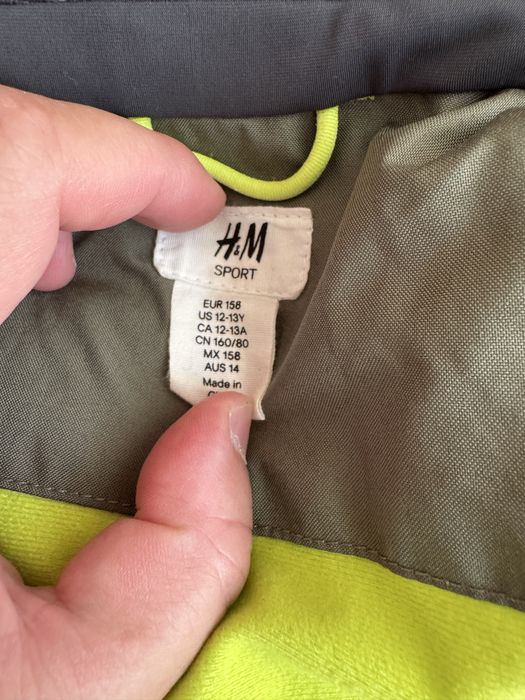 H&M
SPORT
EUR 158
US 12-13Y
CA 12-13A
CN 160/80
MX 158
AUS 14
Made in